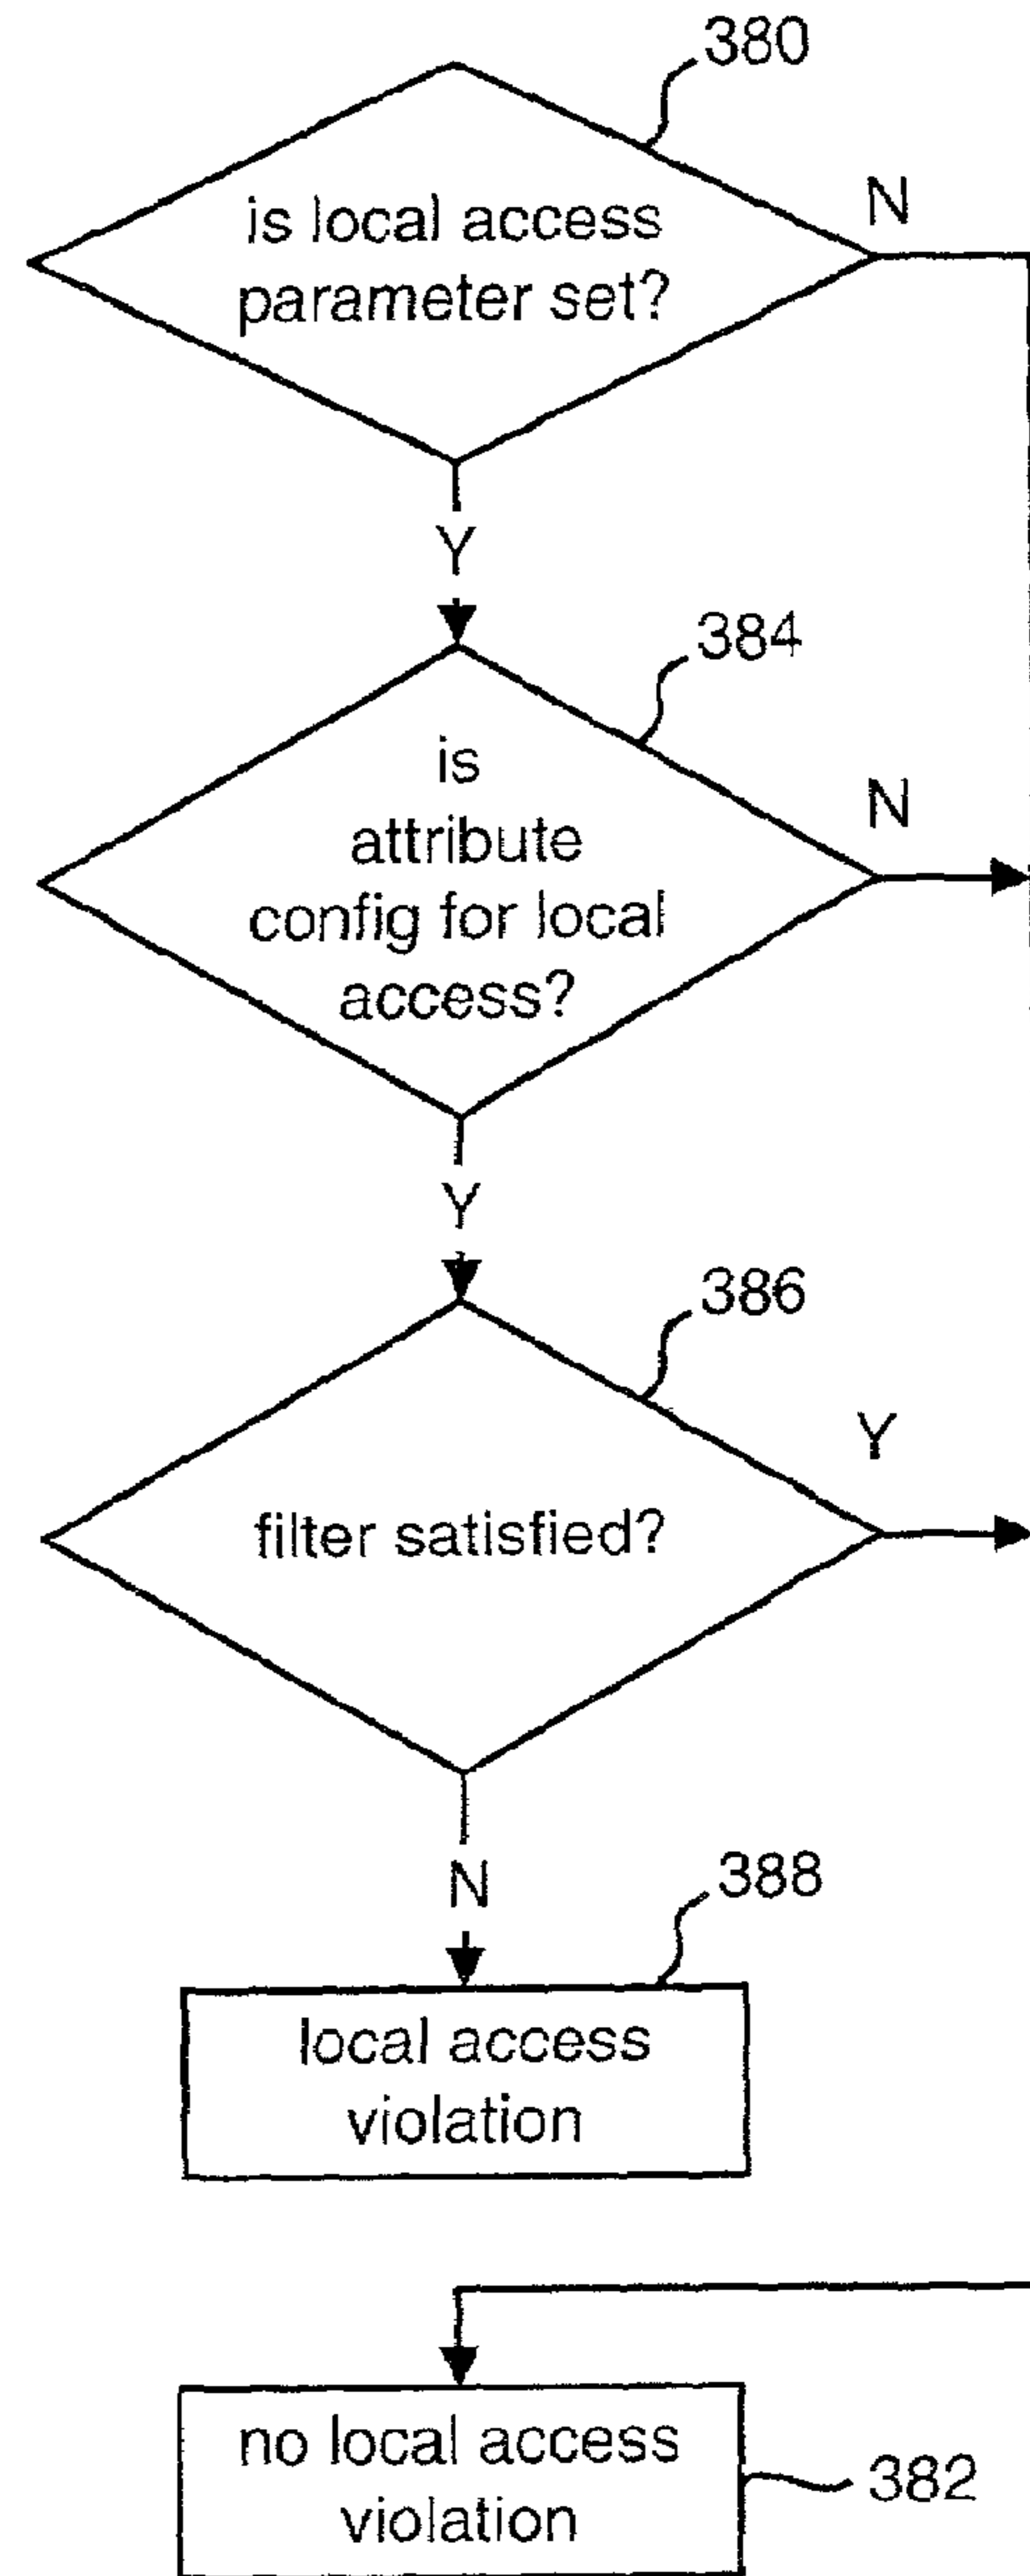 380
is local access
parameter set?
N
Y
384
is
attribute
config for local
access?
N
Y
386
filter satisfied?
Y
N
388
local access
violation
no local access
violation
382